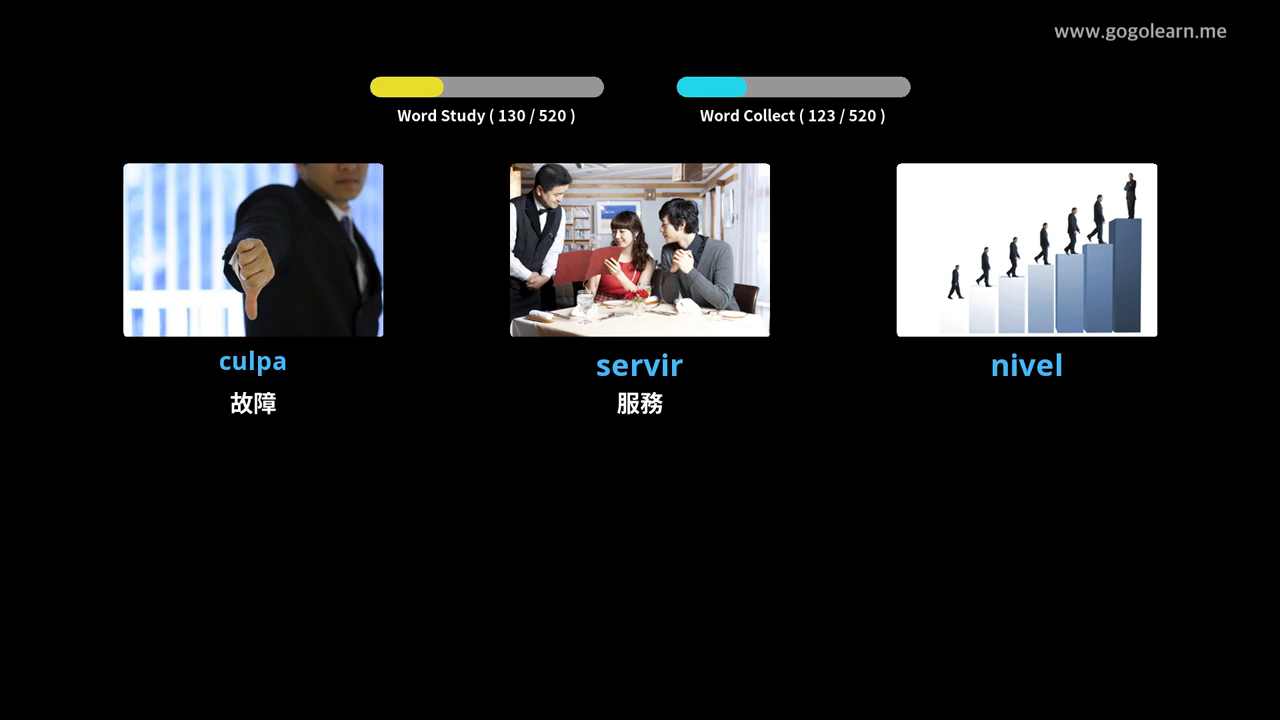 www.gogolearn.me
Word Study ( 130 / 520 )
Word Collect ( 123 / 520 )
culpa
故障
servir
服務
nivel